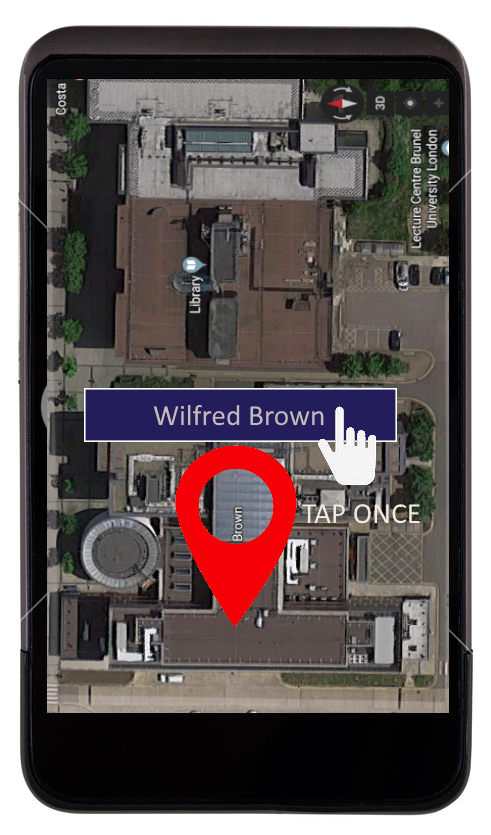 Costa
3D
Lecture Centre Brunel
University London
Library
Wilfred Brown
TAP ONCE
Brown